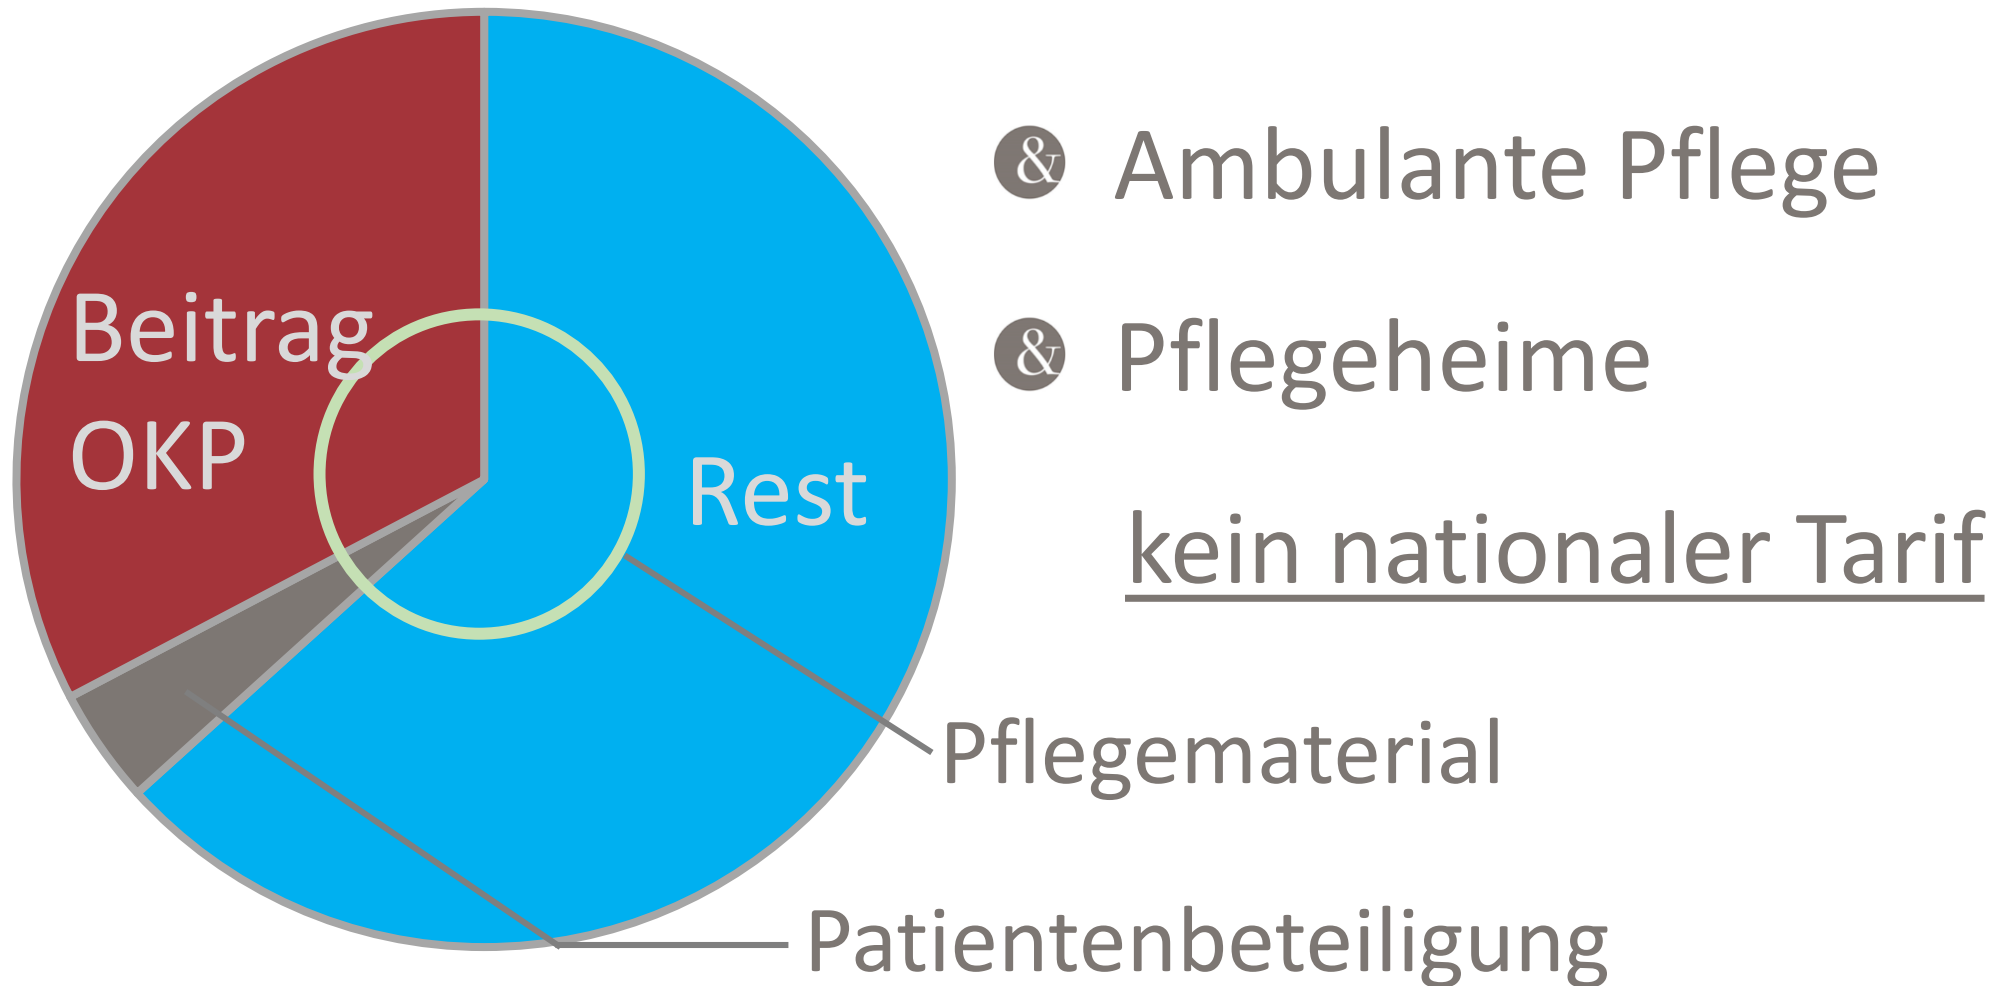 Beitrag
OKP
Rest
& Ambulante Pflege
& Pflegeheime
kein nationaler Tarif
Pflegematerial
Patientenbeteiligung